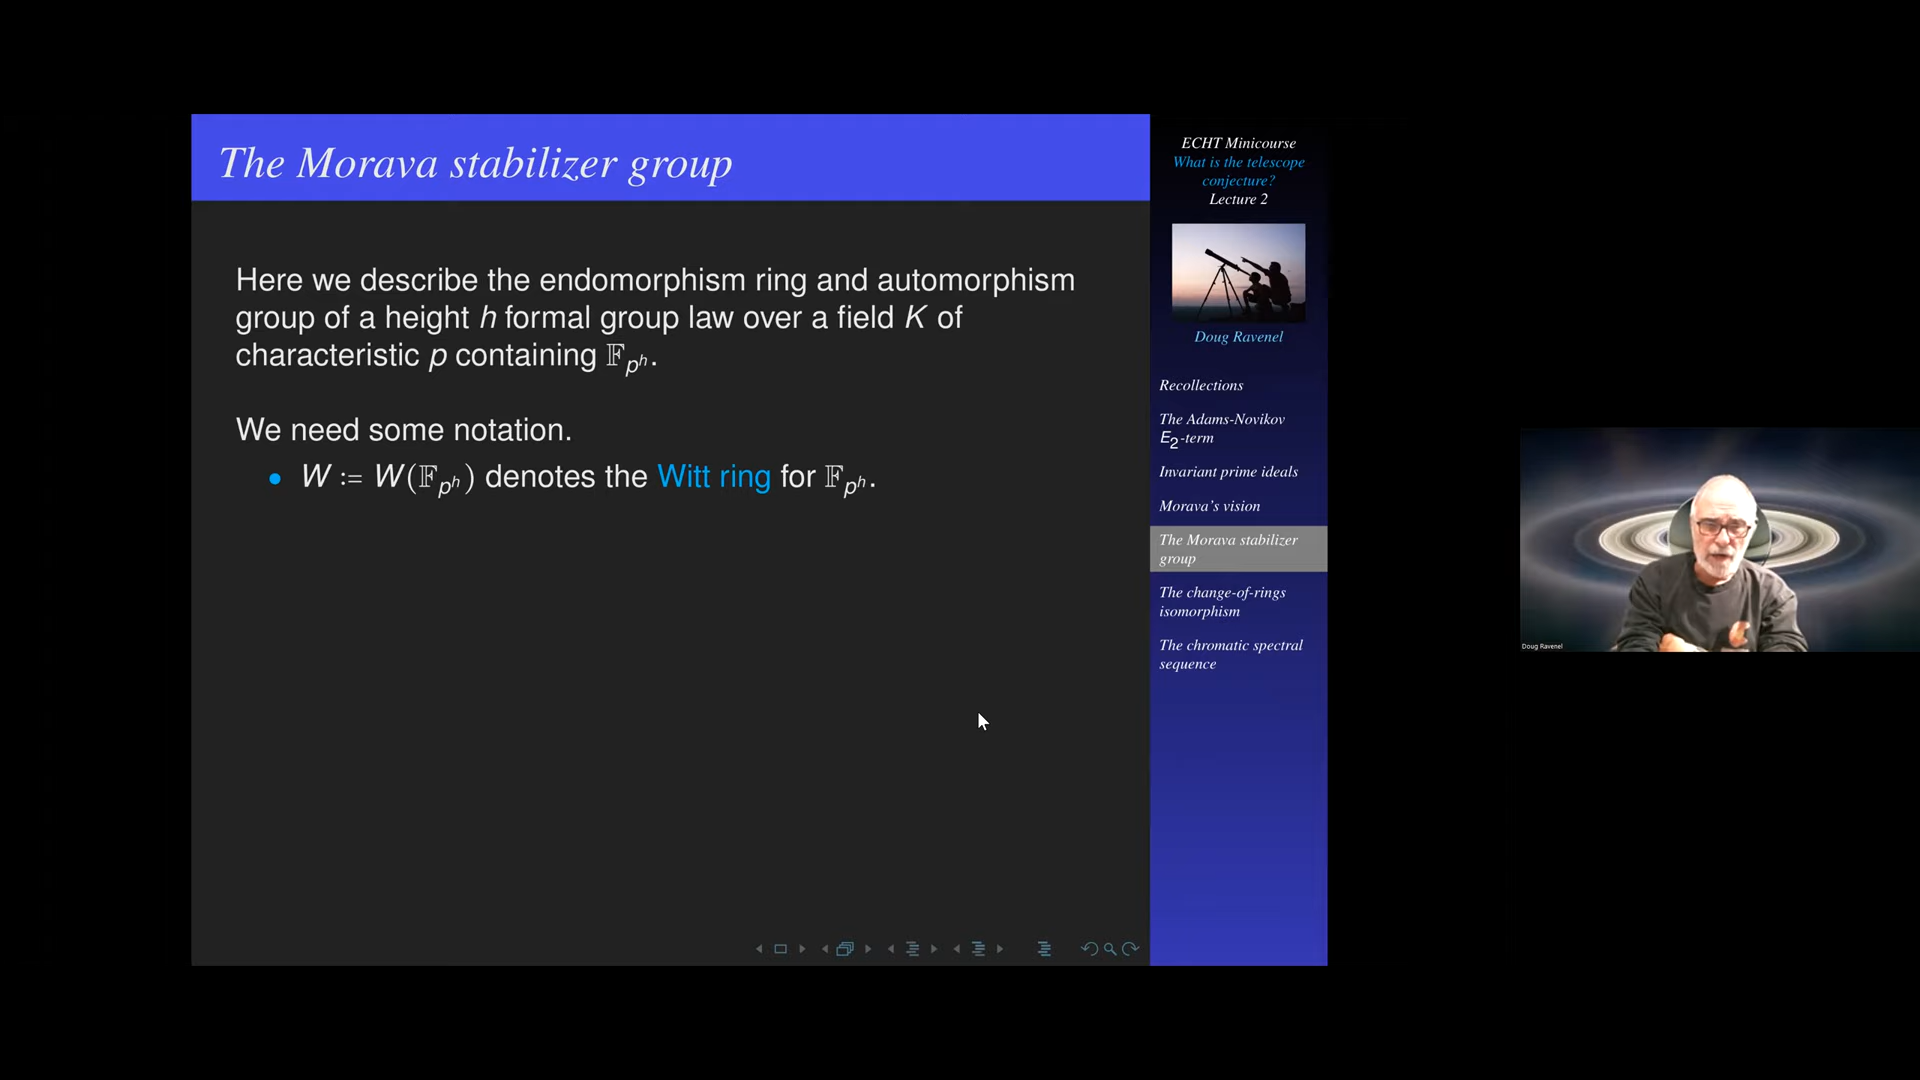 The Morava stabilizer group
Here we describe the endomorphism ring and automorphism
group of a height h formal group law over a field K of
characteristic p containing 𝔽_{p^h}.
We need some notation.
• W := W(𝔽_{p^h}) denotes the Witt ring for 𝔽_{p^h}.
ECHT Minicourse
What is the telescope
conjecture?
Lecture 2
Doug Ravenel
Recollections
The Adams-Novikov
E_2-term
Invariant prime ideals
Morava's vision
The Morava stabilizer
group
The change-of-rings
isomorphism
The chromatic spectral
sequence
Doug Ravenel